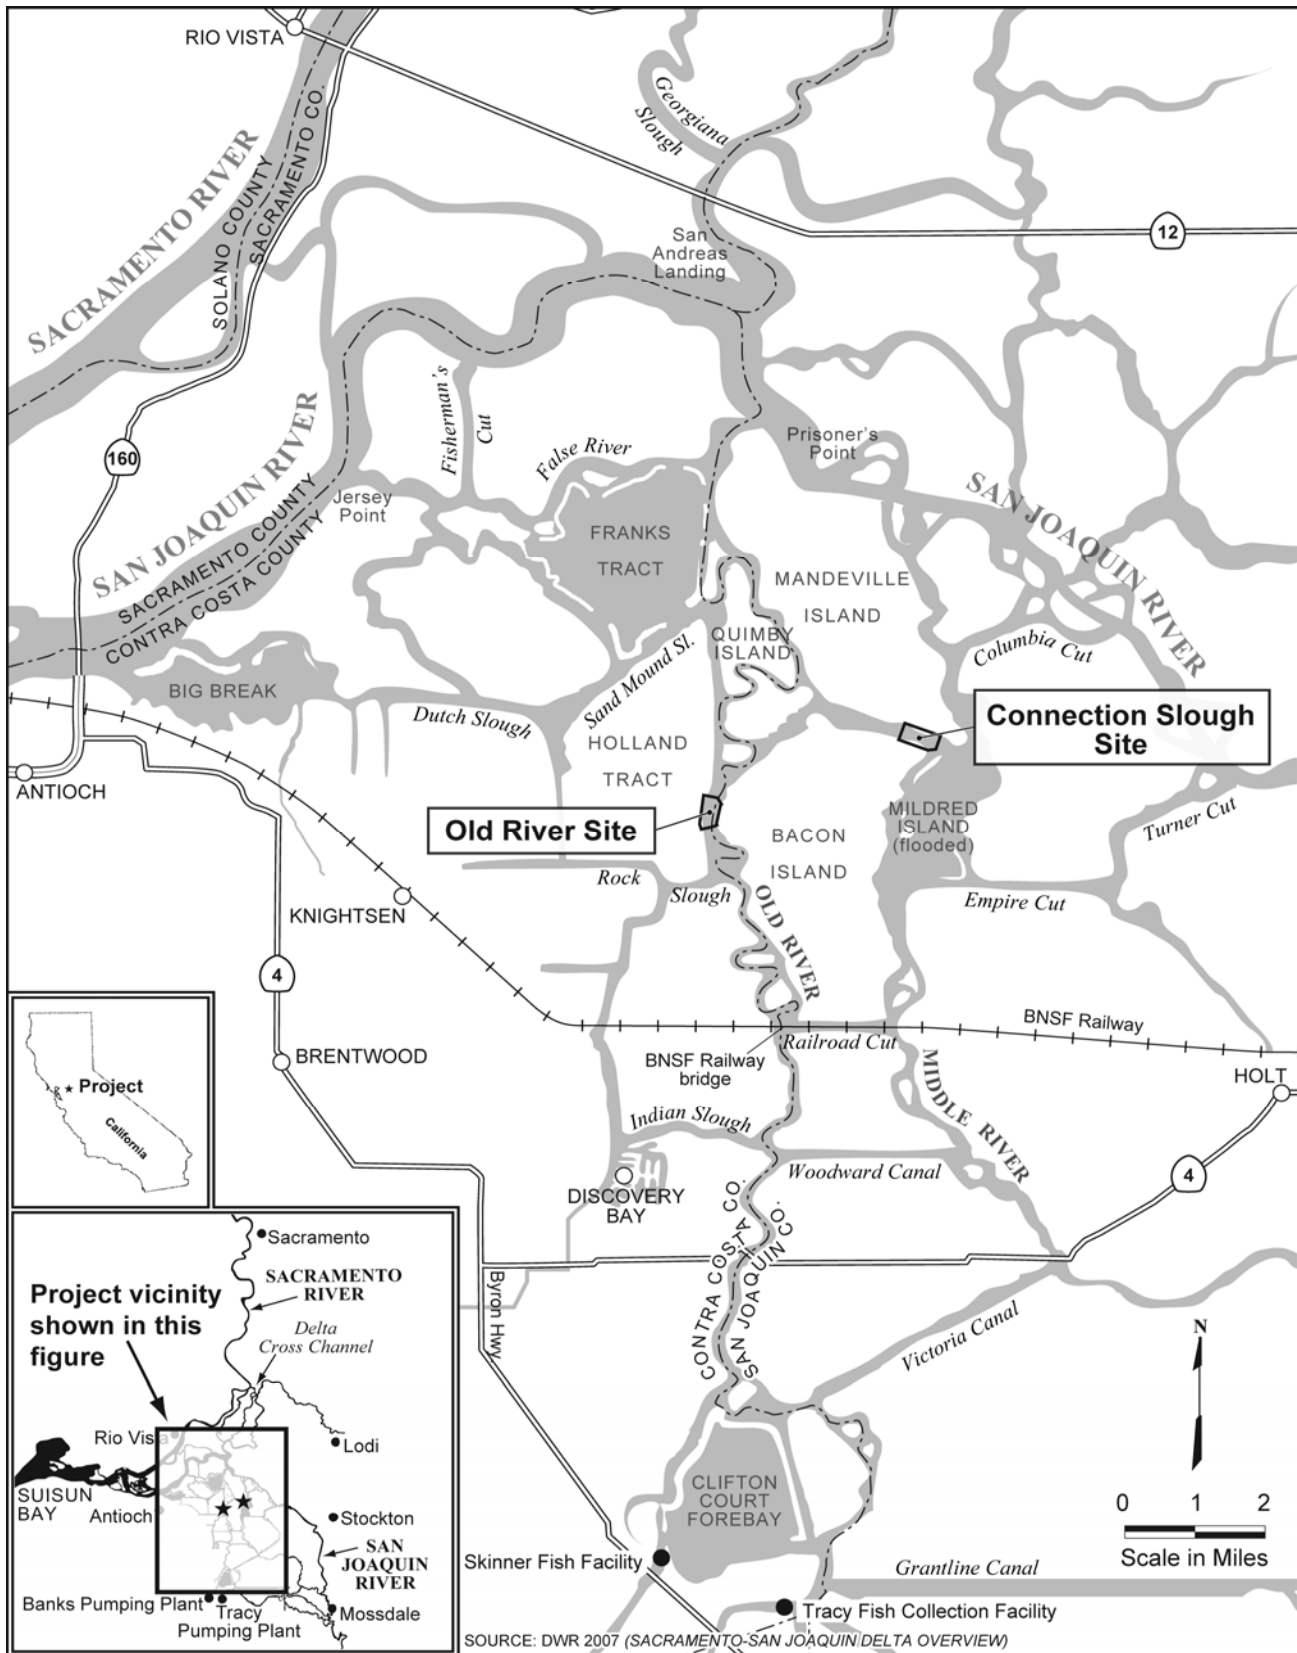 RIO VISTA
Georgiana
Slough
SACRAMENTO RIVER
SOLANO COUNTY
SACRAMENTO CO.
12
San
Andreas
Landing
160
SAN JOAQUIN RIVER
SACRAMENTO COUNTY
CONTRA COSTA COUNTY
Fisherman's
Cut
False River
Jersey
Point
Prisoner's
Point
SAN JOAQUIN RIVER
FRANKS
TRACT
MANDEVILLE
ISLAND
QUIMBY
ISLAND
Columbia Cut
BIG BREAK
Dutch Slough
Sand Mound Sl.
HOLLAND
TRACT
Connection Slough
Site
ANTIOCH
Old River Site
MILDRED
ISLAND
(flooded)
Turner Cut
BACON
ISLAND
Rock
Slough
Empire Cut
KNIGHTSEN
OLD RIVER
4
BNSF Railway
Railroad Cut
BNSF Railway
bridge
BRENTWOOD
HOLT
MIDDLE RIVER
Indian Slough
Woodward Canal
4
DISCOVERY
BAY
CONTRA COSTA CO.
SAN JOAQUIN CO.
Byron Hwy
Victoria Canal
N
CLIFTON
COURT
FOREBAY
0 1 2
Scale in Miles
Skinner Fish Facility
Grantline Canal
Tracy Fish Collection Facility
SOURCE: DWR 2007 (SACRAMENTO-SAN JOAQUIN DELTA OVERVIEW)
Project
California
Sacramento
SACRAMENTO
RIVER
Project vicinity
shown in this
figure
Delta
Cross Channel
Rio Vista
Lodi
SUISUN
BAY
Antioch
Stockton
SAN
JOAQUIN
RIVER
Banks Pumping Plant
Tracy
Pumping Plant
Mossdale